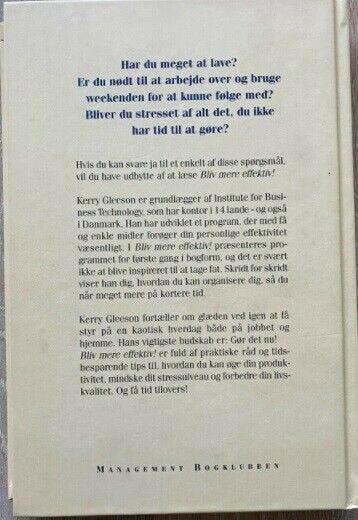 Har du meget at lave?
Er du nødt til at arbejde over og bruge
weekenden for at kunne følge med?
Bliver du stresset af alt det, du ikke
har tid til at gøre?
Hvis du kan svare ja til et enkelt af disse spørgsmål,
vil du have udbytte af at læse Bliv mere effektiv!
Kerry Gleeson er grundlægger af Institute for Busi-
ness Technology, som har kontor i 14 lande - og også
i Danmark. Han har udviklet et program, der med få
og enkle midler forøger din personlige effektivitet
væsentligt. I Bliv mere effektiv! præsenteres pro-
grammet for første gang i bogform, og det er svært
ikke at blive inspireret til at tage fat. Skridt for skridt
viser han dig, hvordan du kan organisere dig, så du
når meget mere på kortere tid.
Kerry Gleeson fortæller om glæden ved igen at få
styr på en kaotisk hverdag både på jobbet og
hjemme. Hans vigtigste budskab er: Gør det nu!
Bliv mere effektiv! er fuld af praktiske råd og tids-
besparende tips til, hvordan du kan øge din produk-
tivitet, mindske dit stressniveau og forbedre din livs-
kvalitet. Og få tid tilovers!
MANAGEMENT BOGKLUBBEN